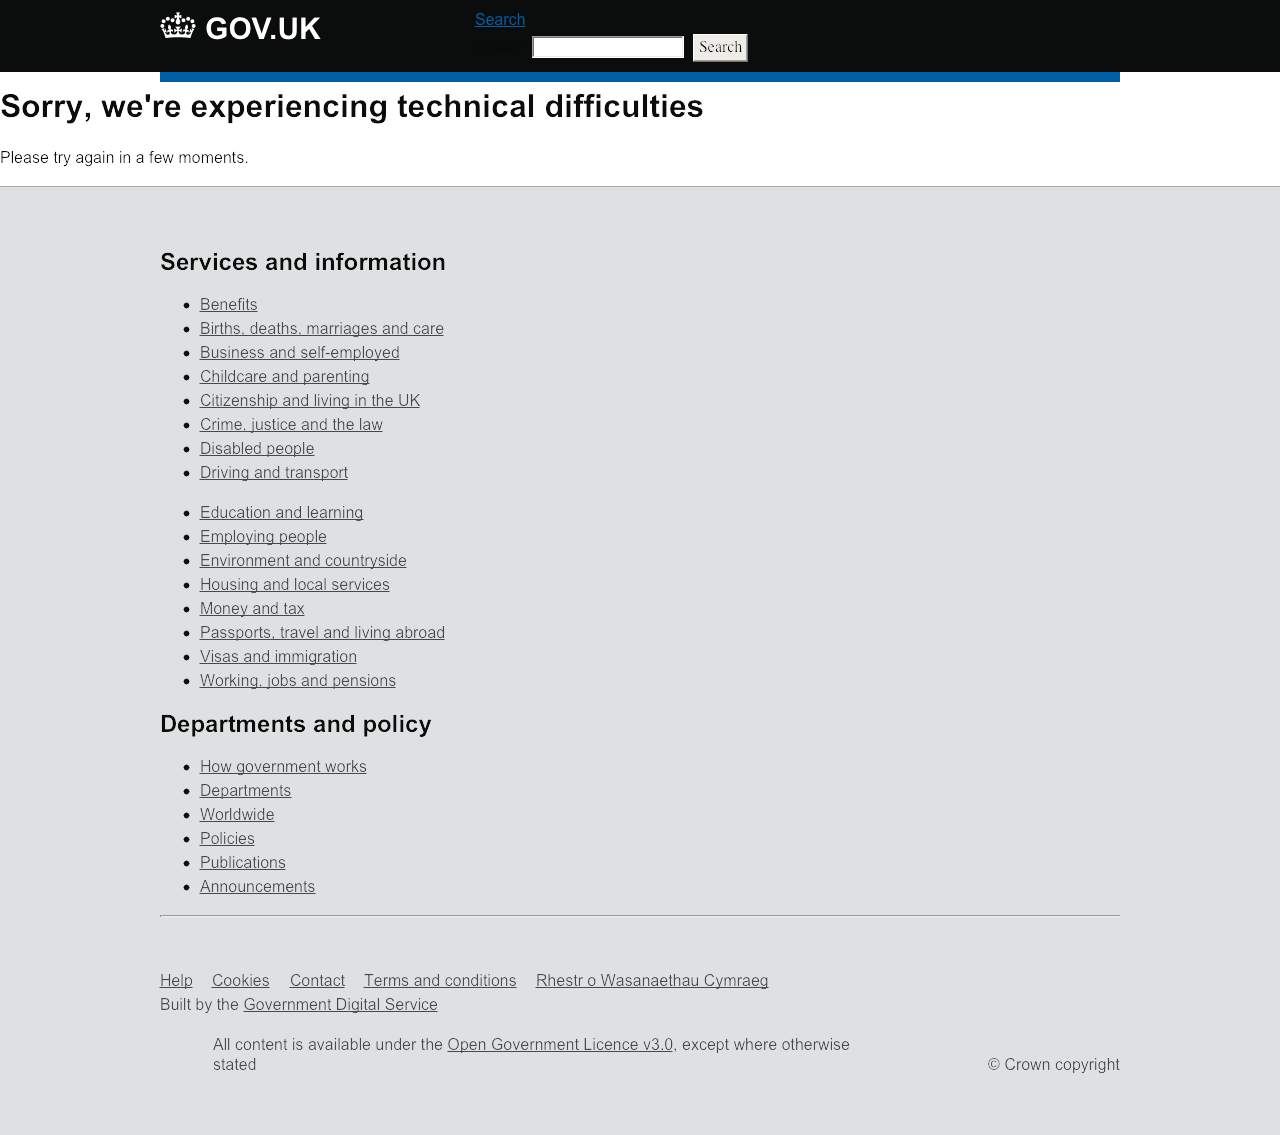 GOV.UK
Search
Search
Sorry, we're experiencing technical difficulties
Please try again in a few moments.
Services and information
Benefits
Births, deaths, marriages and care
Business and self-employed
Childcare and parenting
Citizenship and living in the UK
Crime, justice and the law
Disabled people
Driving and transport
Education and learning
Employing people
Environment and countryside
Housing and local services
Money and tax
Passports, travel and living abroad
Visas and immigration
Working, jobs and pensions
Departments and policy
How government works
Departments
Worldwide
Policies
Publications
Announcements
Help Cookies Contact Terms and conditions Rhestr o Wasanaethau Cymraeg
Built by the Government Digital Service
All content is available under the Open Government Licence v3.0, except where otherwise
stated
© Crown copyright